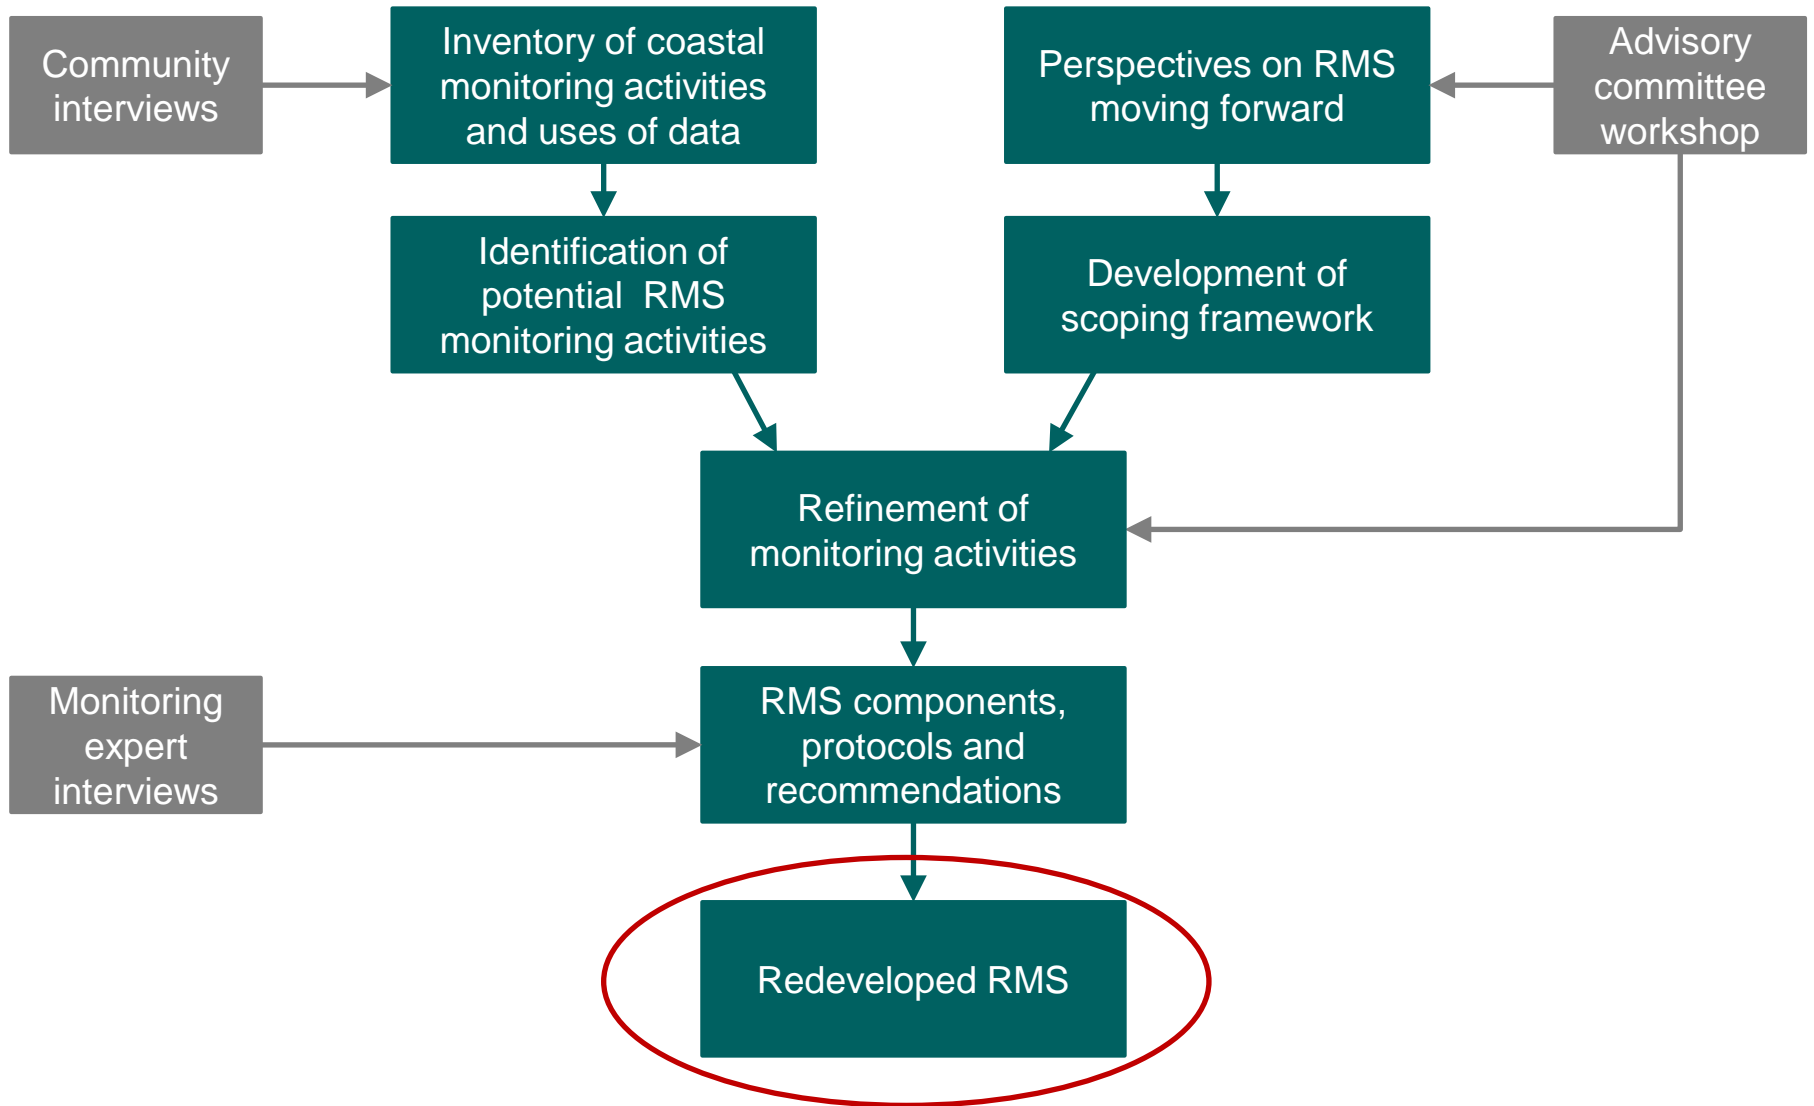 Community
interviews
Inventory of coastal
monitoring activities
and uses of data
Perspectives on RMS
moving forward
Advisory
committee
workshop
Identification of
potential  RMS
monitoring activities
Development of
scoping framework
Refinement of
monitoring activities
Monitoring
expert
interviews
RMS components,
protocols and
recommendations
Redeveloped RMS